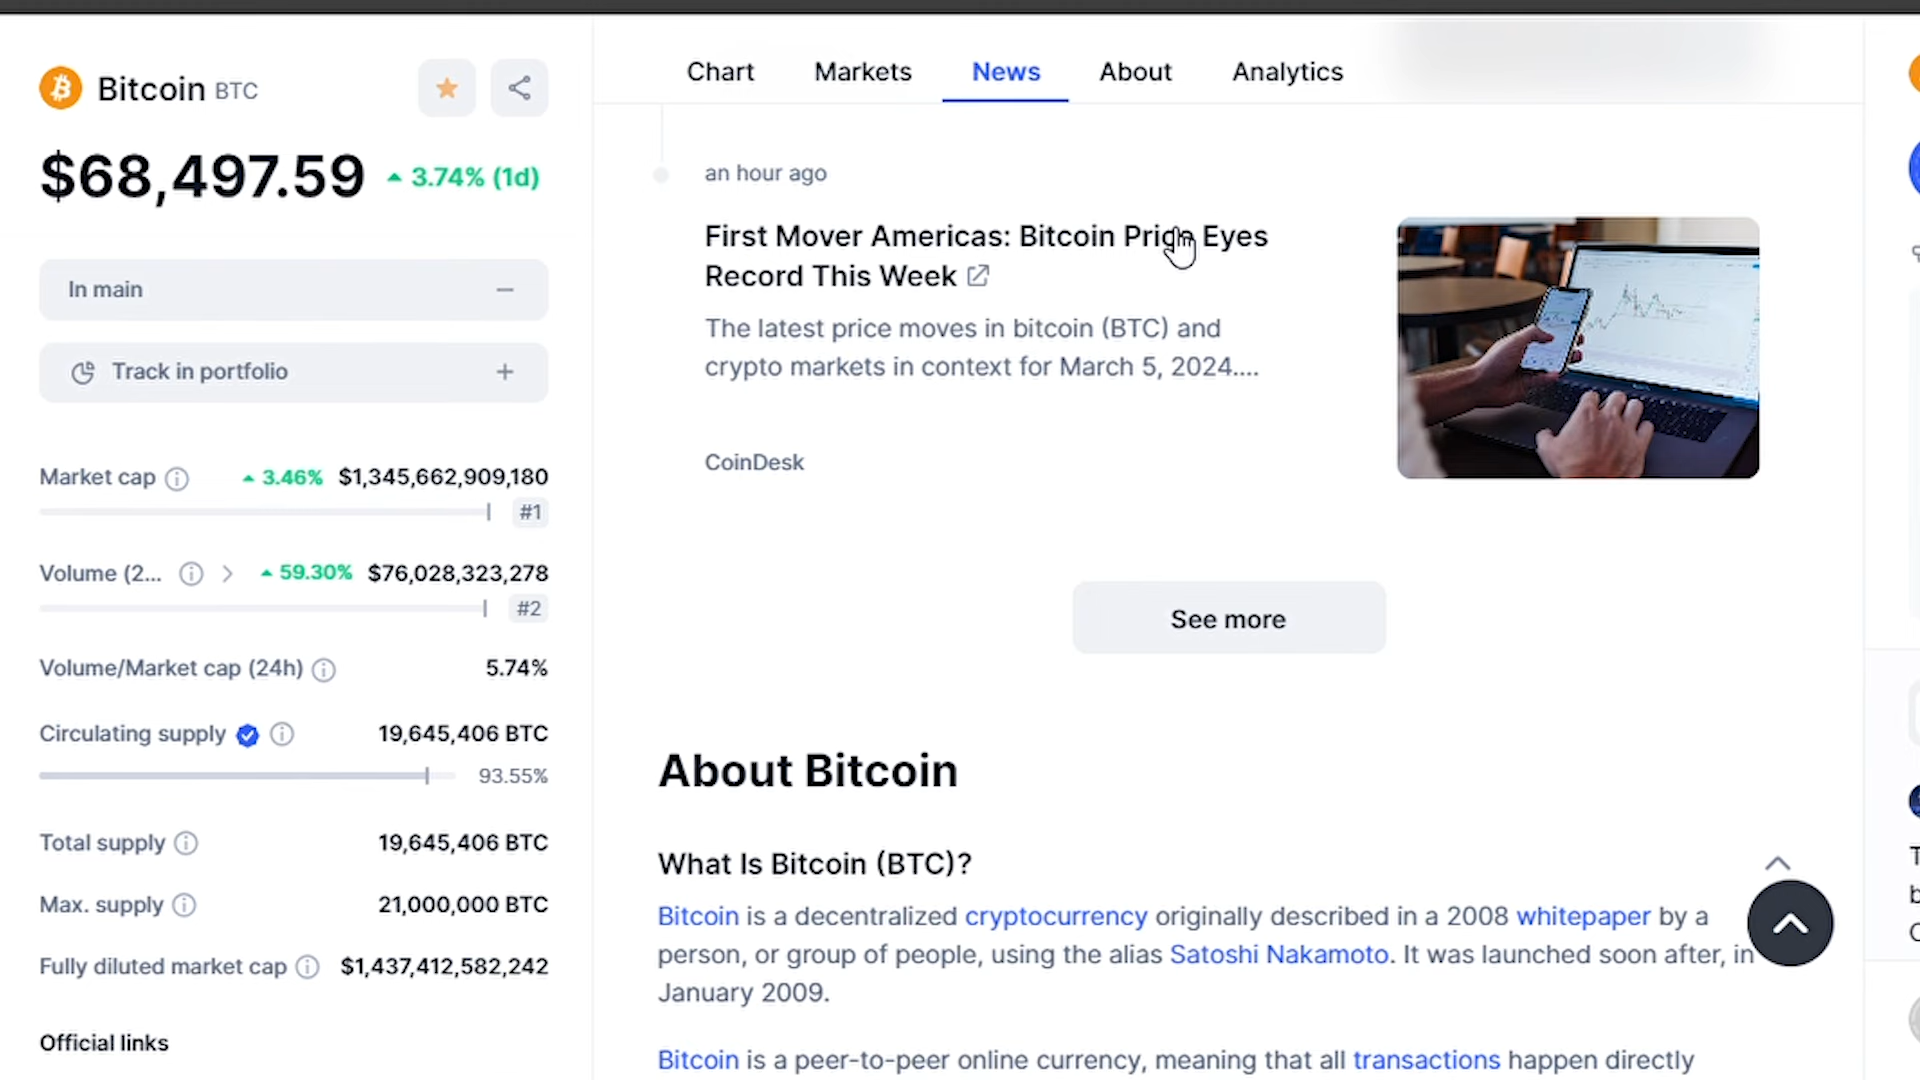 Bitcoin BTC
$68,497.59 3.74% (1d)
In main
Track in portfolio
Market cap 3.46% $1,345,662,909,180
#1
Volume (2... 59.30% $76,028,323,278
#2
Volume/Market cap (24h) 5.74%
Circulating supply 19,645,406 BTC
93.55%
Total supply 19,645,406 BTC
Max. supply 21,000,000 BTC
Fully diluted market cap $1,437,412,582,242
Official links
Chart Markets News About Analytics
an hour ago
First Mover Americas: Bitcoin Price Eyes
Record This Week
The latest price moves in bitcoin (BTC) and
crypto markets in context for March 5, 2024....
CoinDesk
See more
About Bitcoin
What Is Bitcoin (BTC)?
Bitcoin is a decentralized cryptocurrency originally described in a 2008 whitepaper by a
person, or group of people, using the alias Satoshi Nakamoto. It was launched soon after, in
January 2009.
Bitcoin is a peer-to-peer online currency, meaning that all transactions happen directly